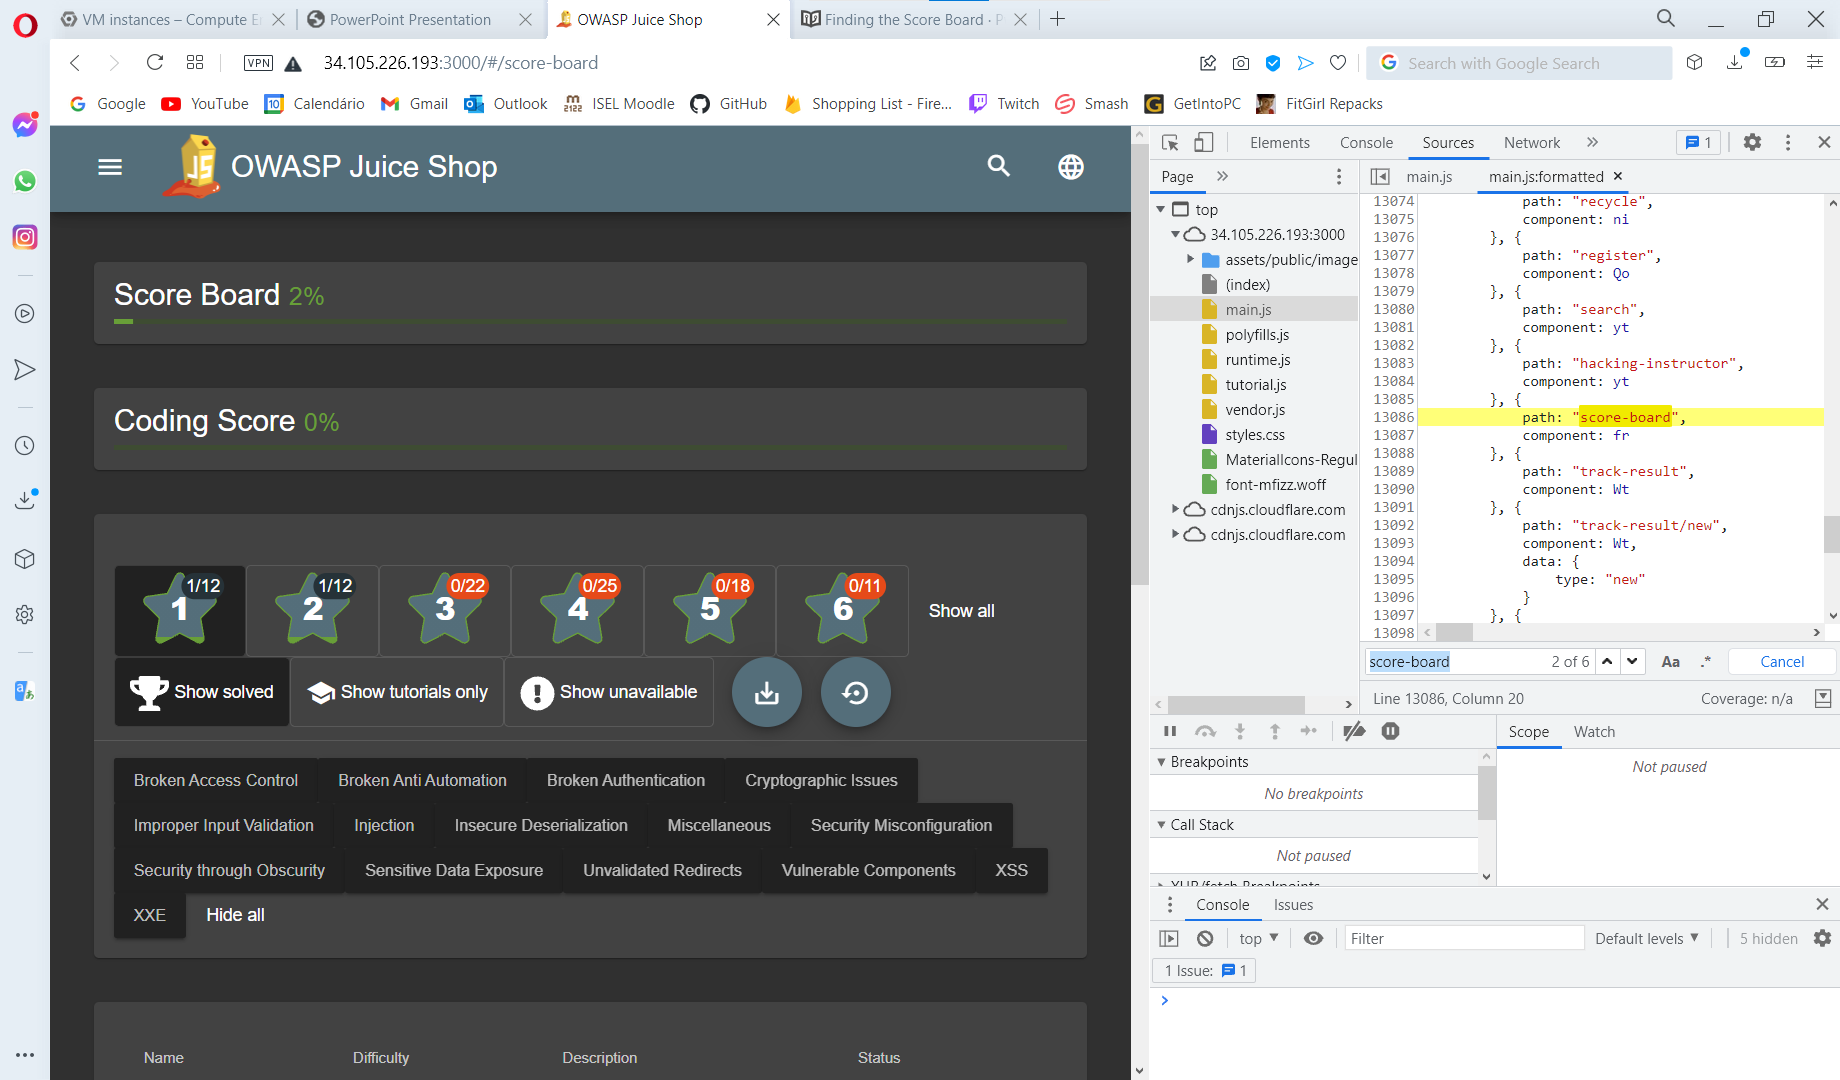 VM instances – Compute E
PowerPoint Presentation
OWASP Juice Shop
Finding the Score Board · P
VPN
34.105.226.193:3000/#/score-board
Search with Google Search
Google
YouTube
10 Calendário
Gmail
Outlook
2122 ISEL Moodle
GitHub
Shopping List - Fire...
Twitch
Smash
GetIntoPC
FitGirl Repacks
JS
OWASP Juice Shop
Score Board 2%
Coding Score 0%
1 1/12
2 1/12
3 0/22
4 0/25
5 0/18
6 0/11
Show all
Show solved
Show tutorials only
Show unavailable
Broken Access Control
Broken Anti Automation
Broken Authentication
Cryptographic Issues
Improper Input Validation
Injection
Insecure Deserialization
Miscellaneous
Security Misconfiguration
Security through Obscurity
Sensitive Data Exposure
Unvalidated Redirects
Vulnerable Components
XSS
XXE
Hide all
Name
Difficulty
Description
Status
Elements
Console
Sources
Network
1
Page
main.js
main.js:formatted
top
34.105.226.193:3000
assets/public/image
(index)
main.js
polyfills.js
runtime.js
tutorial.js
vendor.js
styles.css
MaterialIcons-Regul
font-mfizz.woff
cdnjs.cloudflare.com
cdnjs.cloudflare.com
13074 path: "recycle",
13075 component: ni
13076 }, {
13077 path: "register",
13078 component: Qo
13079 }, {
13080 path: "search",
13081 component: yt
13082 }, {
13083 path: "hacking-instructor",
13084 component: yt
13085 }, {
13086 path: "score-board",
13087 component: fr
13088 }, {
13089 path: "track-result",
13090 component: Wt
13091 }, {
13092 path: "track-result/new",
13093 component: Wt,
13094 data: {
13095 type: "new"
13096 }
13097 }, {
13098
score-board
2 of 6
Aa
.*
Cancel
Line 13086, Column 20
Coverage: n/a
Breakpoints
No breakpoints
Call Stack
Not paused
XHR/fetch Breakpoints
Scope
Watch
Not paused
Console
Issues
top
Filter
Default levels
5 hidden
1 Issue: 1